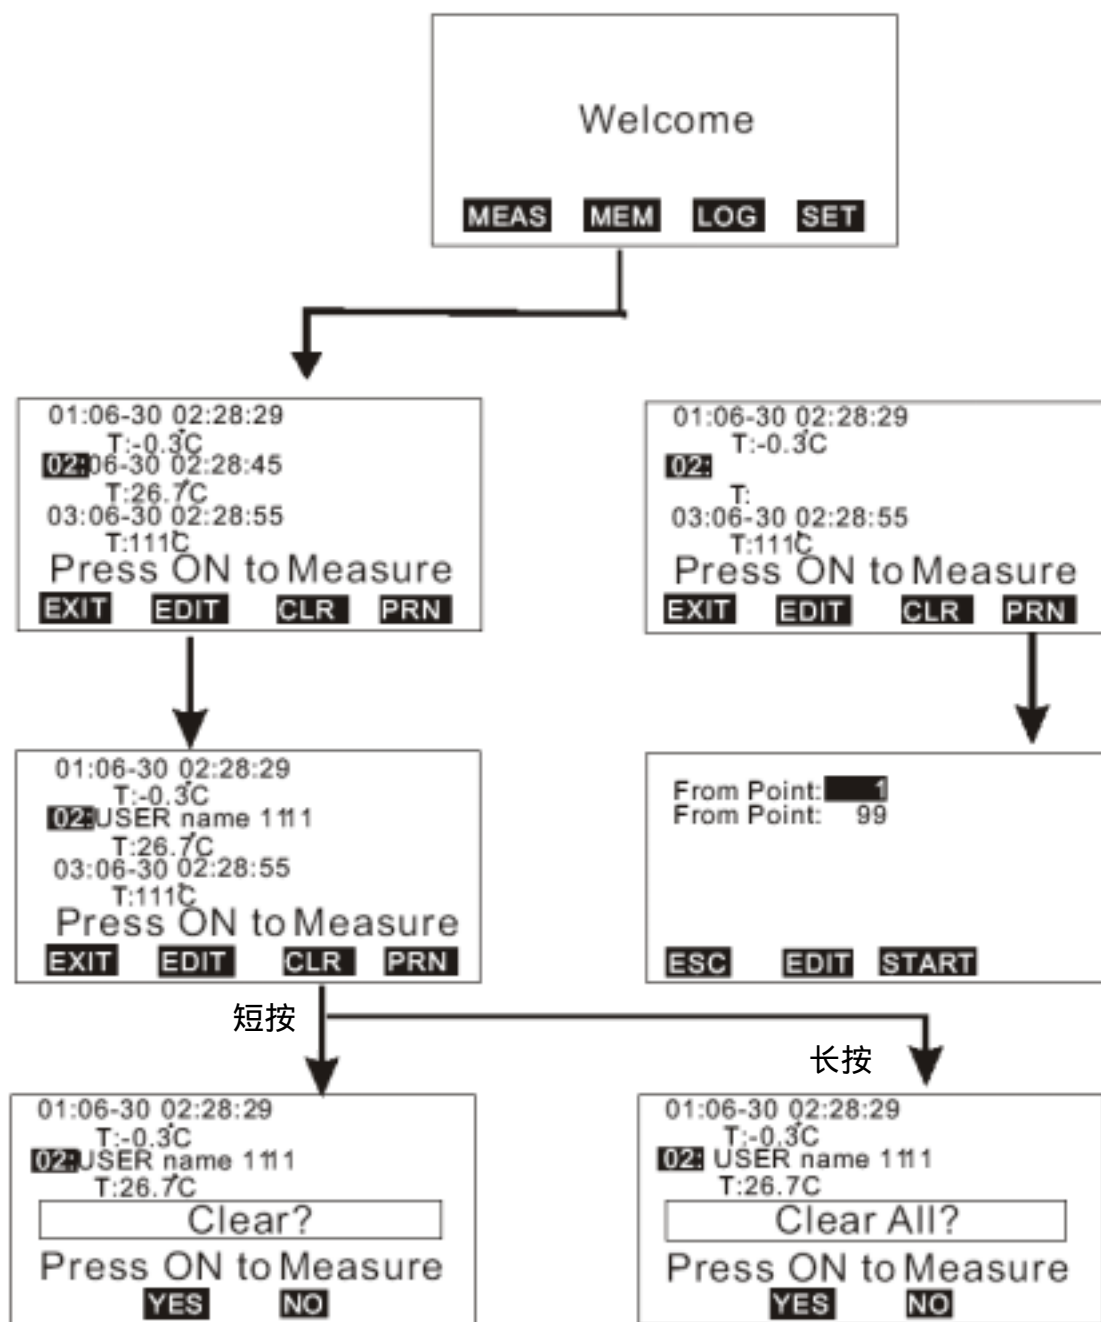 Welcome
MEAS MEM LOG SET
01:06-30 02:28:29
T:-0.3°C
02:06-30 02:28:45
T:26.7°C
03:06-30 02:28:55
T:111°C
Press ON to Measure
EXIT EDIT CLR PRN
01:06-30 02:28:29
T:-0.3°C
02:
T:
03:06-30 02:28:55
T:111°C
Press ON to Measure
EXIT EDIT CLR PRN
01:06-30 02:28:29
T:-0.3°C
02:USER name 1111
T:26.7°C
03:06-30 02:28:55
T:111°C
Press ON to Measure
EXIT EDIT CLR PRN
From Point: 1
From Point: 99
ESC EDIT START
短按
长按
01:06-30 02:28:29
T:-0.3°C
02:USER name 1111
T:26.7°C
Clear?
Press ON to Measure
YES NO
01:06-30 02:28:29
T:-0.3°C
02: USER name 1111
T:26.7C
Clear All?
Press ON to Measure
YES NO